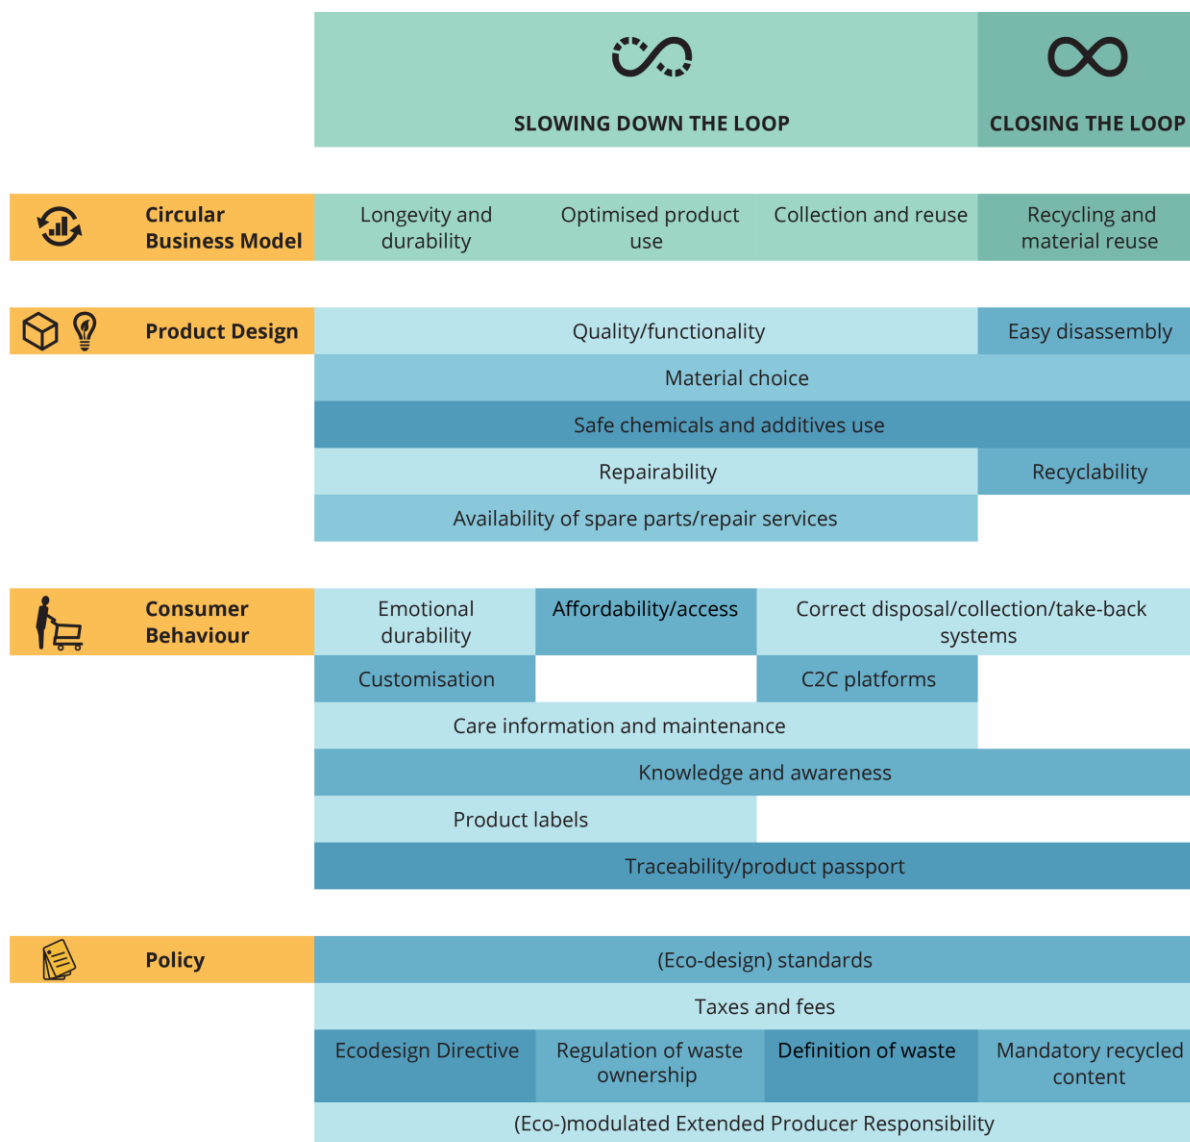 SLOWING DOWN THE LOOP
CLOSING THE LOOP
Circular
Business Model
Longevity and
durability
Optimised product
use
Collection and reuse
Recycling and
material reuse
Product Design
Quality/functionality
Easy disassembly
Material choice
Safe chemicals and additives use
Repairability
Recyclability
Availability of spare parts/repair services
Consumer
Behaviour
Emotional
durability
Affordability/access
Correct disposal/collection/take-back
systems
Customisation
C2C platforms
Care information and maintenance
Knowledge and awareness
Product labels
Traceability/product passport
Policy
(Eco-design) standards
Taxes and fees
Ecodesign Directive
Regulation of waste
ownership
Definition of waste
Mandatory recycled
content
(Eco-)modulated Extended Producer Responsibility